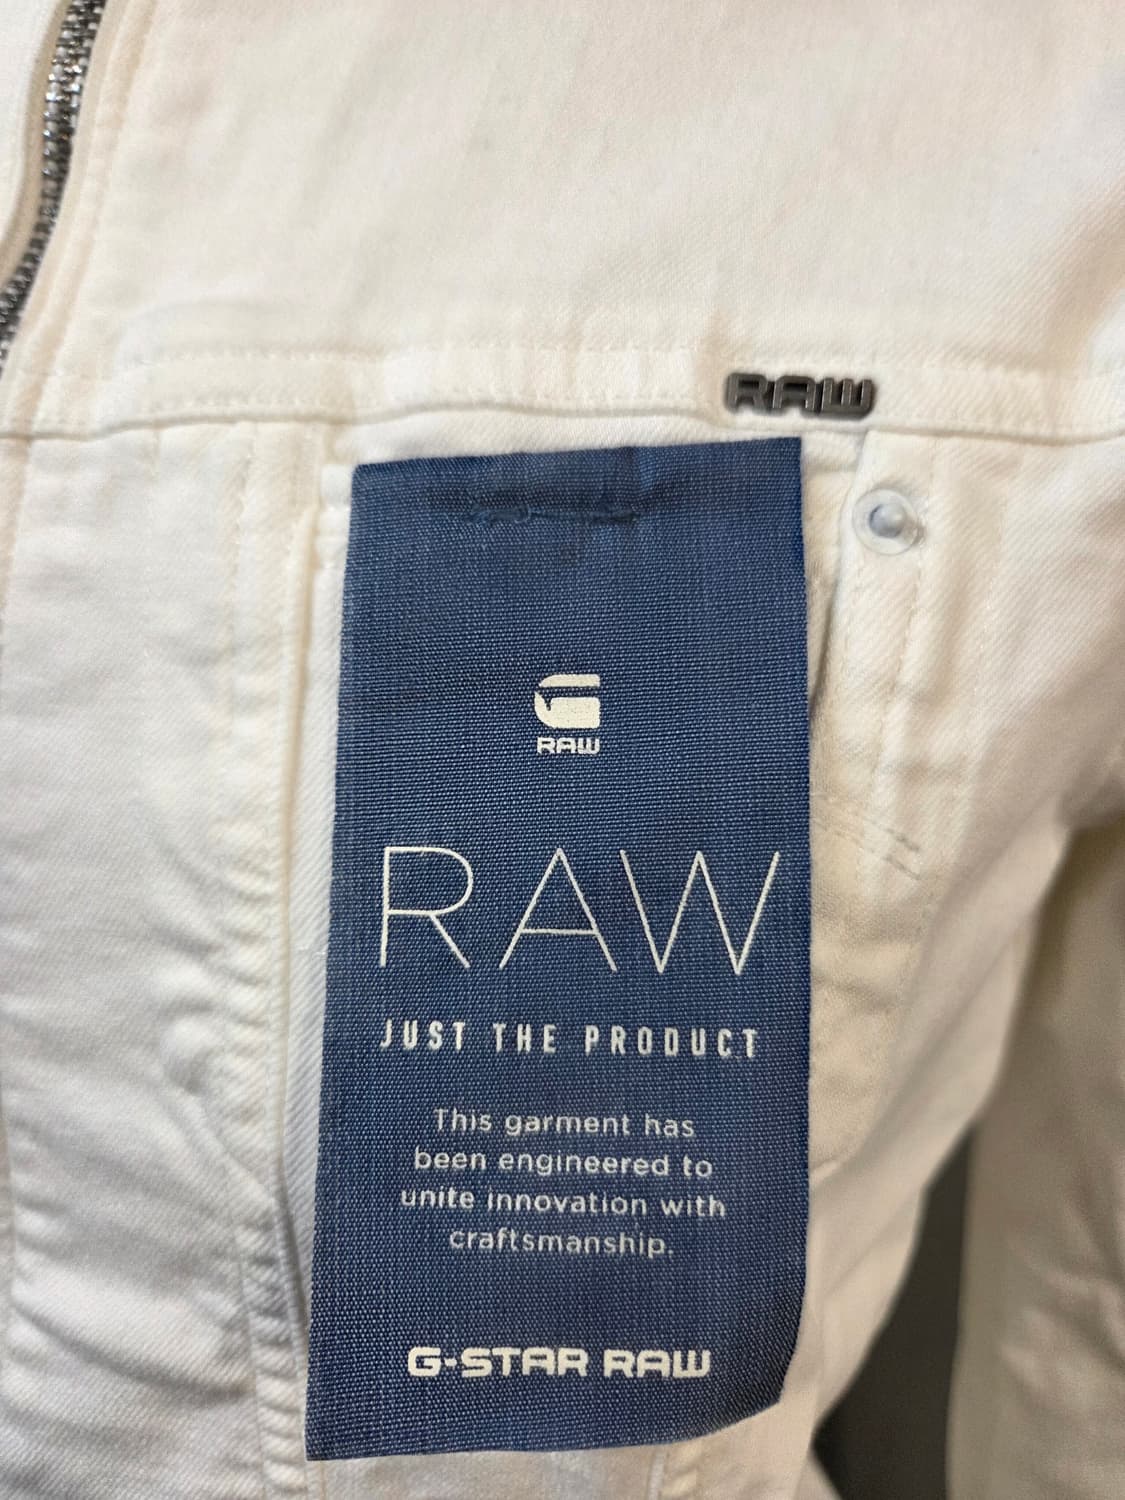 RAW
RAW
RAW
JUST THE PRODUCT
This garment has
been engineered to
unite innovation with
craftsmanship.
G-STAR RAW